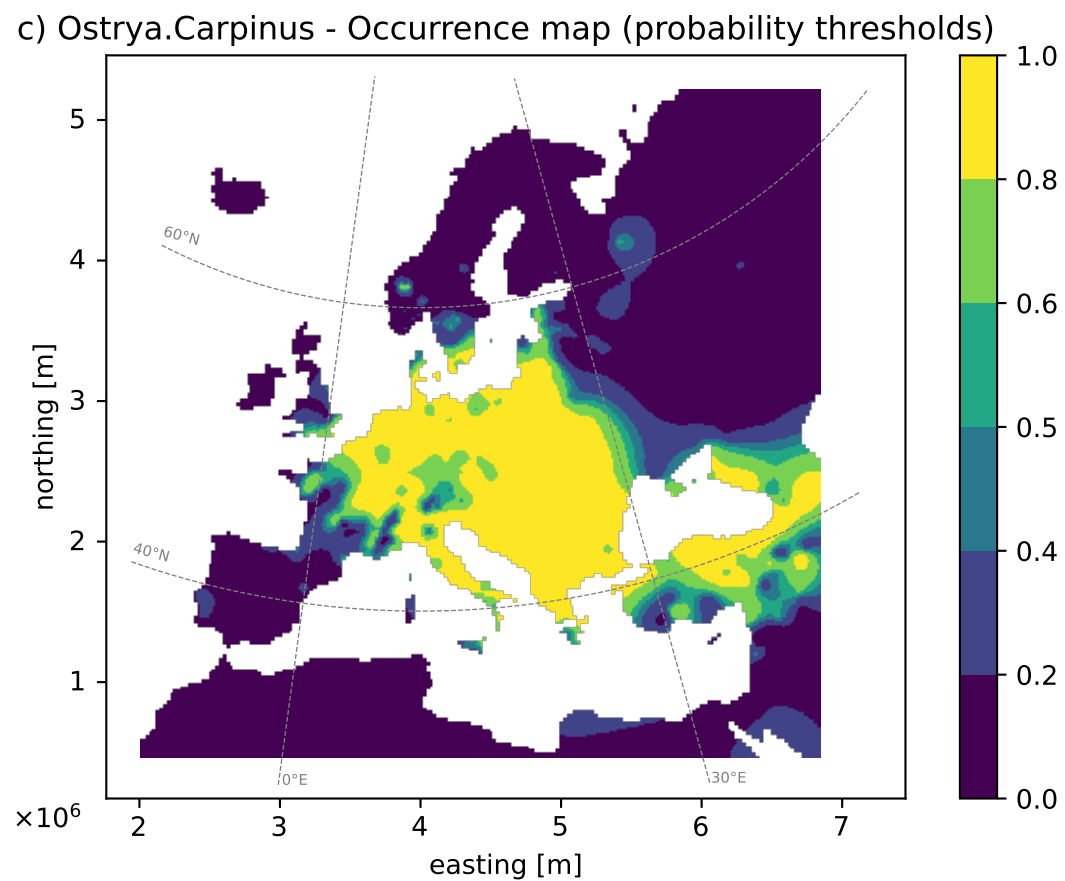 c) Ostrya.Carpinus - Occurrence map (probability thresholds)
northing [m]
5
4
3
2
1
60°N
40°N
0°E
30°E
×10⁶
2 3 4 5 6 7
easting [m]
1.0
0.8
0.6
0.5
0.4
0.2
0.0